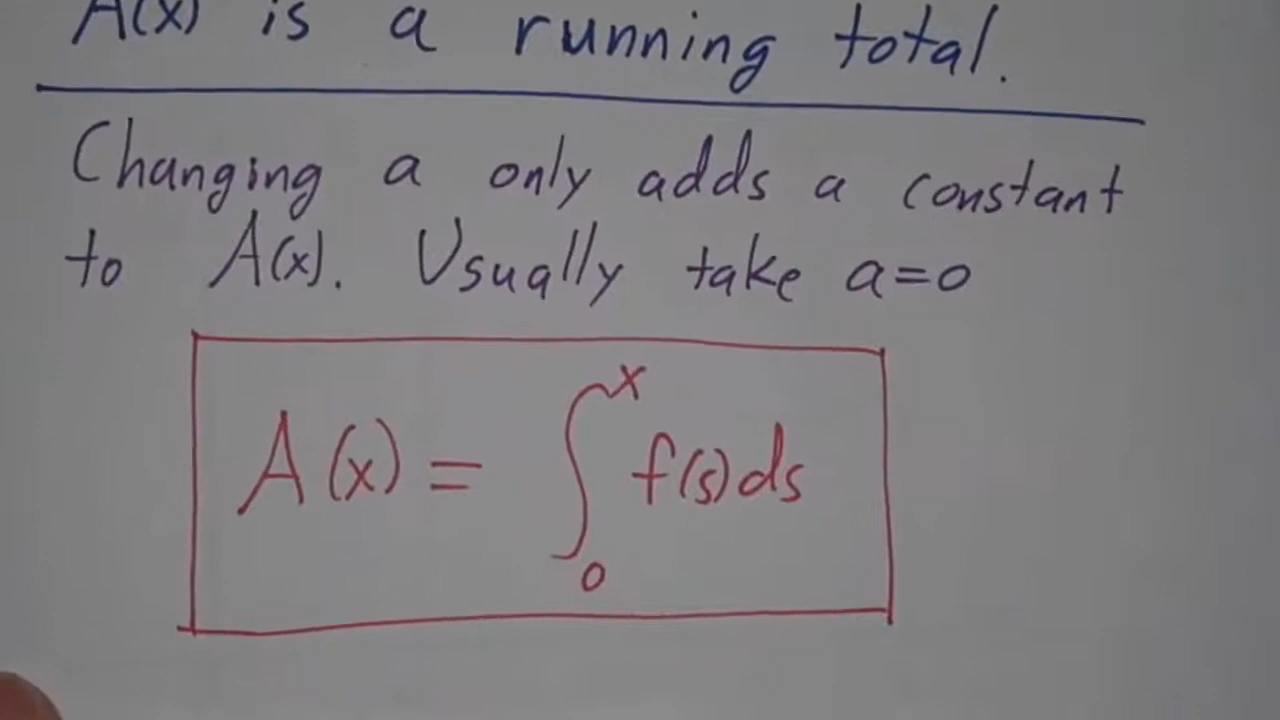 A(x) is a running total.
Changing a only adds a constant
to A(x). Usually take a=0
A(x) = ∫₀ˣ f(s)ds